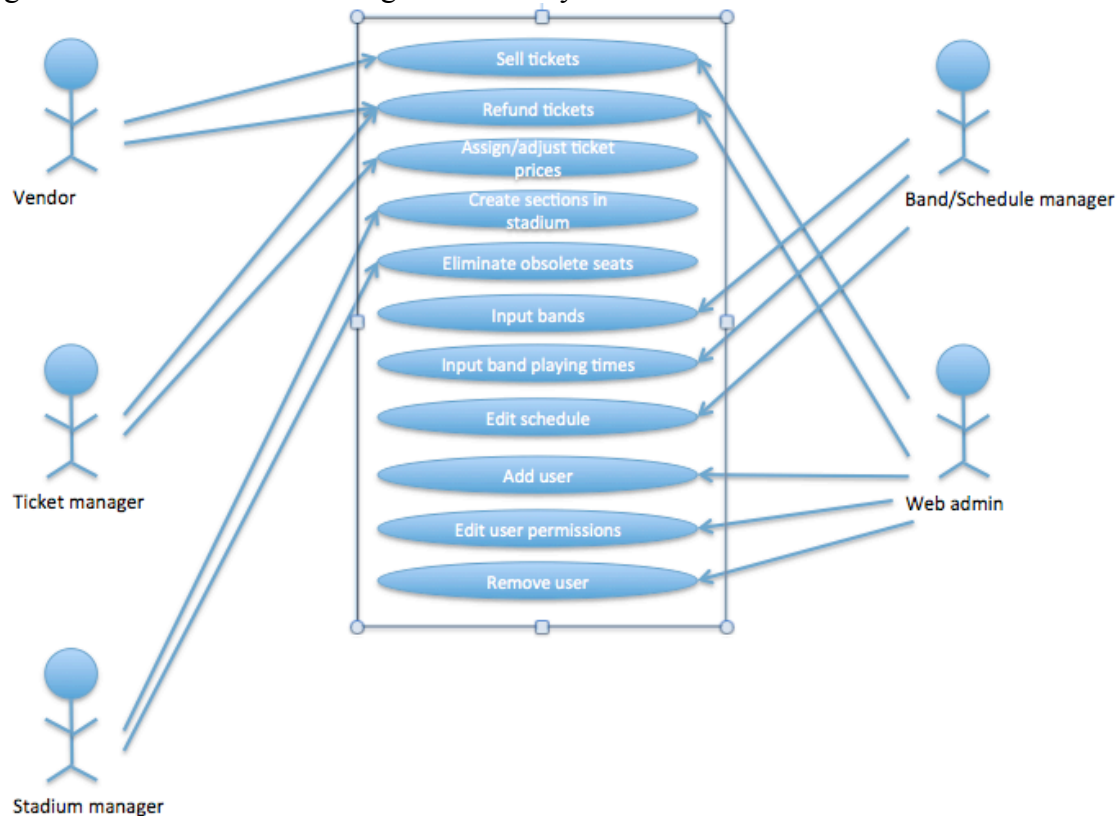 Sell tickets
Refund tickets
Assign/adjust ticket
prices
Create sections in
stadium
Eliminate obsolete seats
Input bands
Input band playing times
Edit schedule
Add user
Edit user permissions
Remove user
Vendor
Ticket manager
Stadium manager
Band/Schedule manager
Web admin